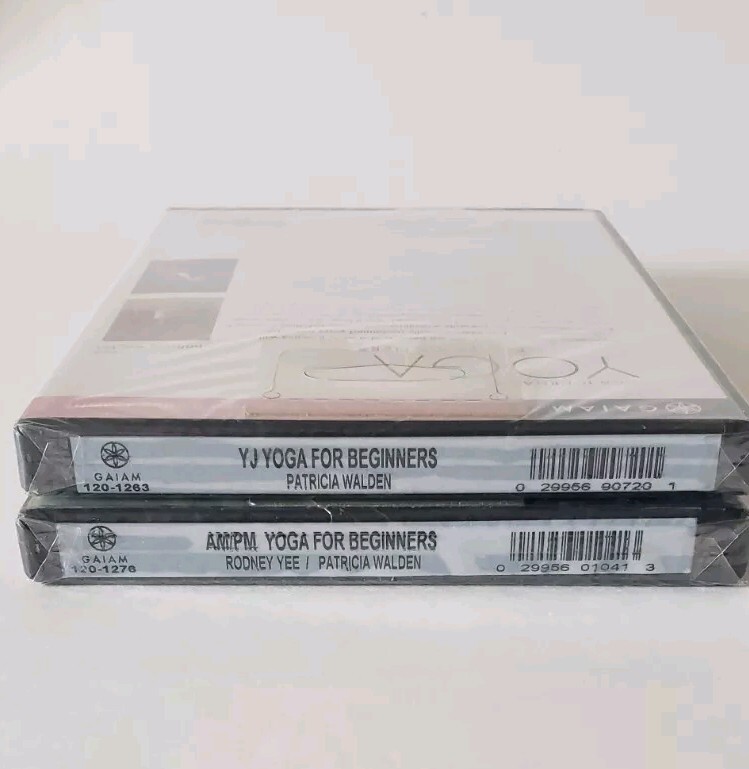 YOGA
GAIAM
GAIAM
120-1263
YJ YOGA FOR BEGINNERS
PATRICIA WALDEN
0 29956 90720 1
GAIAM
120-1276
AM/PM YOGA FOR BEGINNERS
RODNEY YEE / PATRICIA WALDEN
0 29956 01041 3